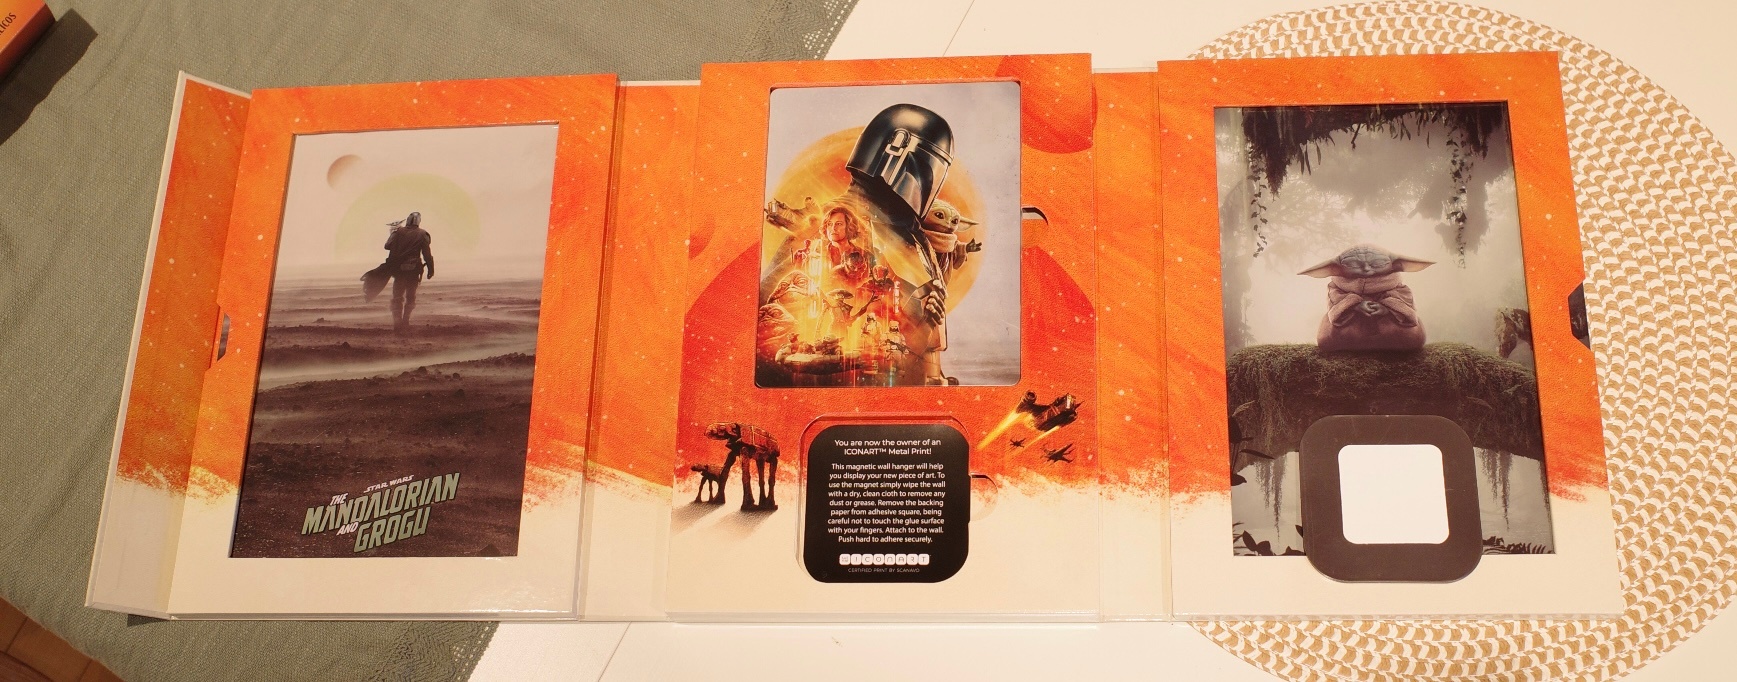 LICOS
STAR WARS
THE
MANDALORIAN
AND
GROGU
You are now the owner of an
ICONART™ Metal Print!
This magnetic wall hanger will help
you display your new piece of art. To
use the magnet simply wipe the wall
with a dry, clean cloth to remove any
dust or grease. Remove the backing
paper from adhesive square, being
careful not to touch the glue surface
with your fingers. Attach to the wall.
Push hard to adhere securely.
ICONART
CERTIFIED PRINT BY SCANAVO